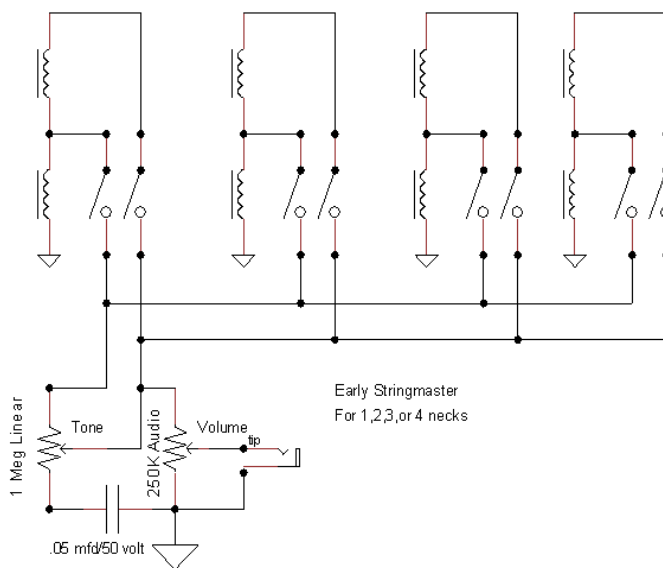 Early Stringmaster
For 1,2,3,or 4 necks
1 Meg Linear
Tone
250K Audio
Volume
tip
.05 mfd/50 volt